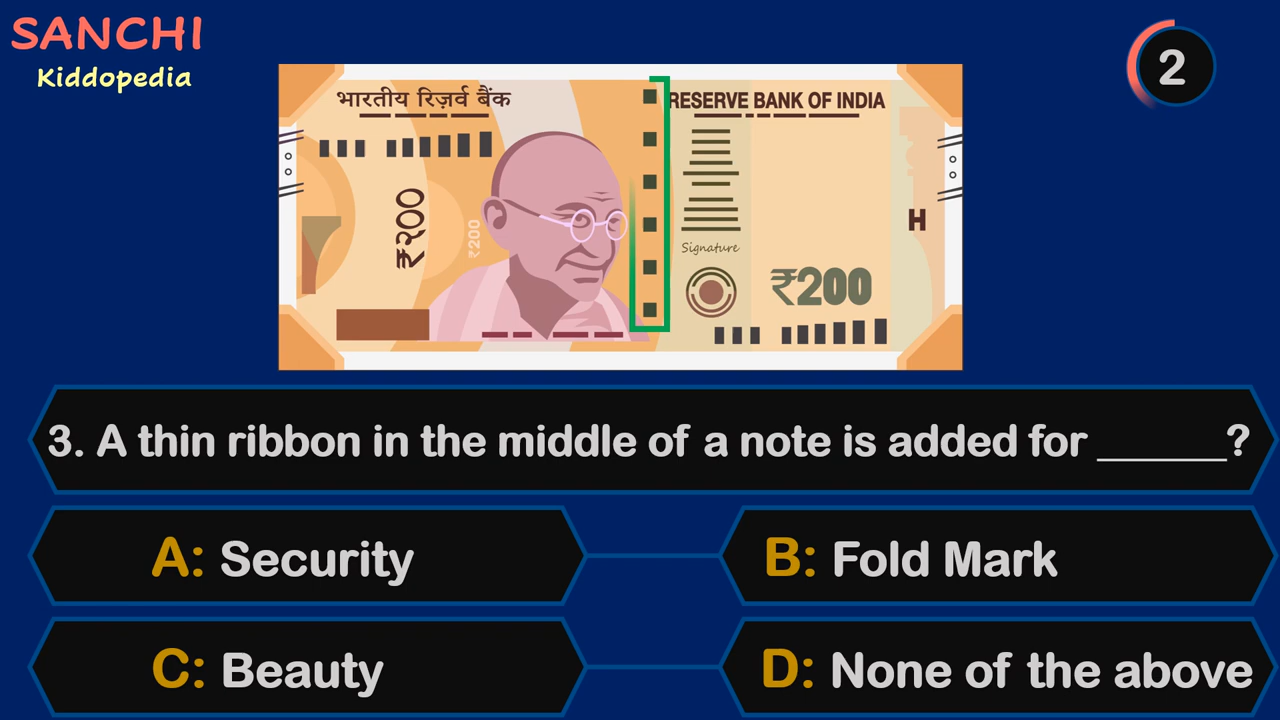 SANCHI
Kiddopedia
2
भारतीय रिज़र्व बैंक
RESERVE BANK OF INDIA
₹२००
₹200
Signature
H
₹200
3. A thin ribbon in the middle of a note is added for _______?
A: Security
B: Fold Mark
C: Beauty
D: None of the above